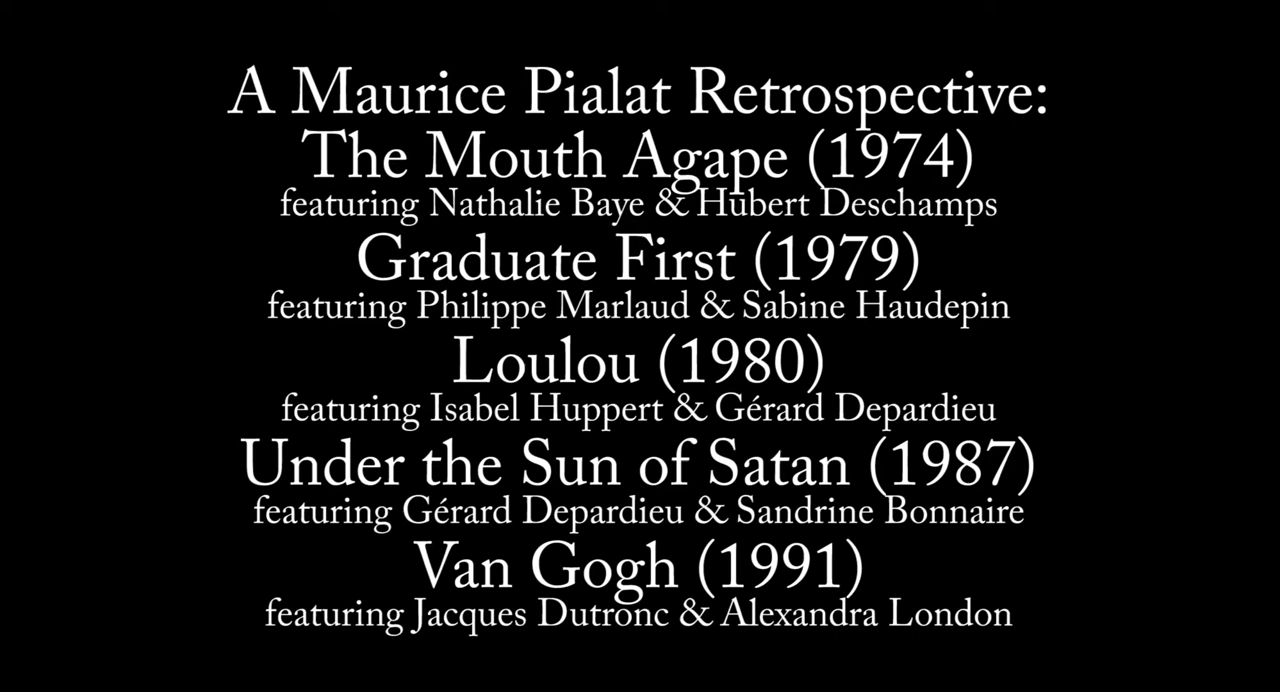 A Maurice Pialat Retrospective:
The Mouth Agape (1974)
featuring Nathalie Baye & Hubert Deschamps
Graduate First (1979)
featuring Philippe Marlaud & Sabine Haudepin
Loulou (1980)
featuring Isabel Huppert & Gérard Depardieu
Under the Sun of Satan (1987)
featuring Gérard Depardieu & Sandrine Bonnaire
Van Gogh (1991)
featuring Jacques Dutronc & Alexandra London